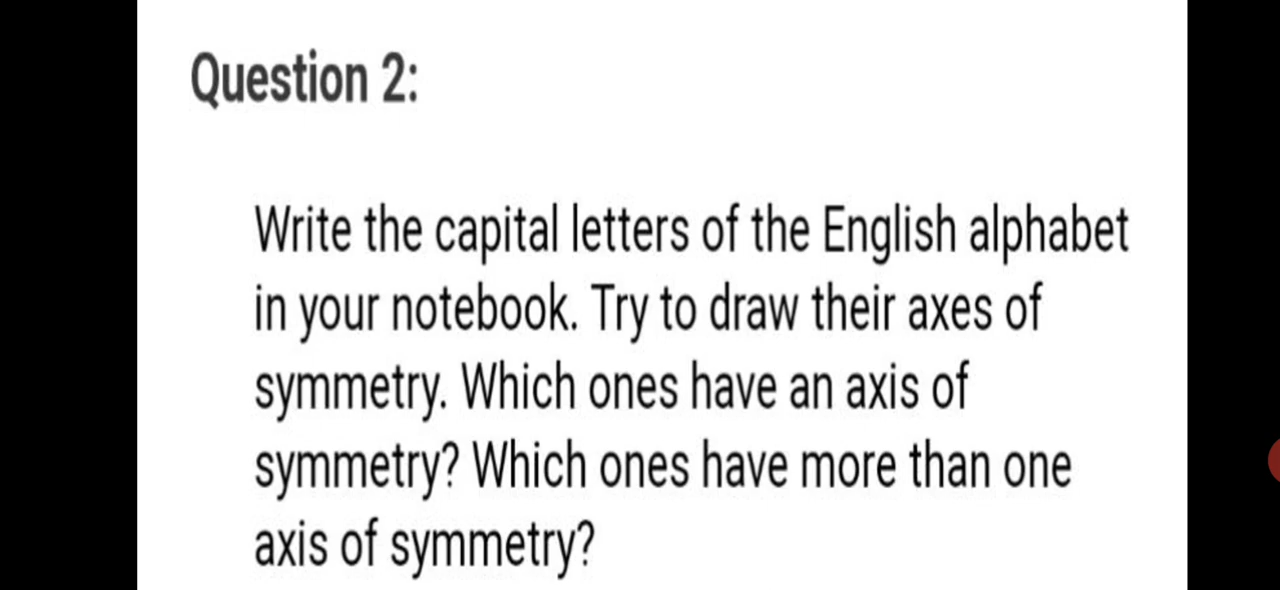 Question 2:
Write the capital letters of the English alphabet
in your notebook. Try to draw their axes of
symmetry. Which ones have an axis of
symmetry? Which ones have more than one
axis of symmetry?